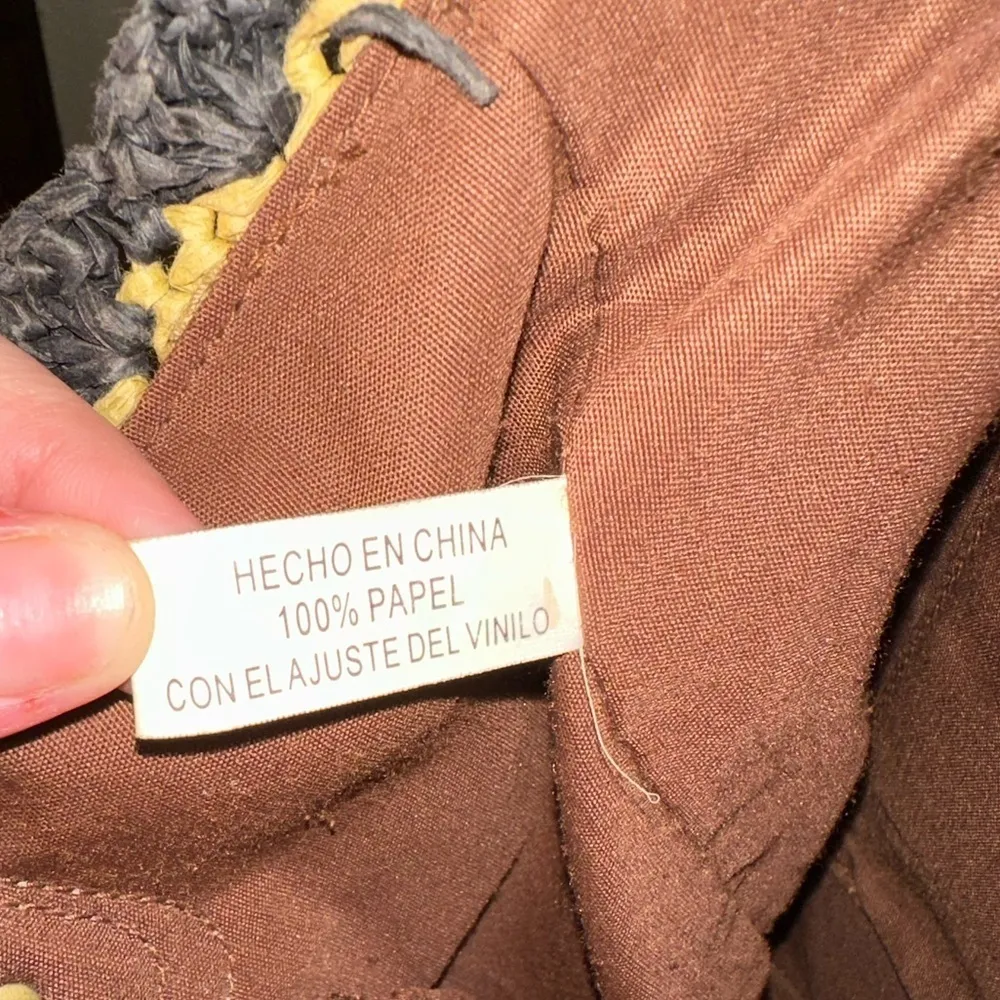 HECHO EN CHINA
100% PAPEL
CON EL AJUSTE DEL VINILO